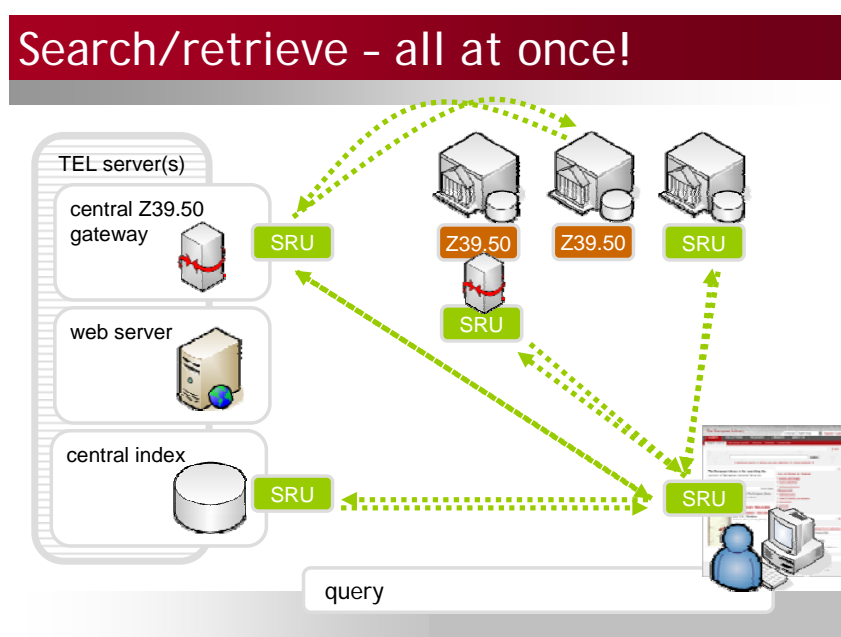 Search/retrieve – all at once!
TEL server(s)
central Z39.50
gateway
SRU
Z39.50
Z39.50
SRU
SRU
web server
central index
SRU
SRU
query